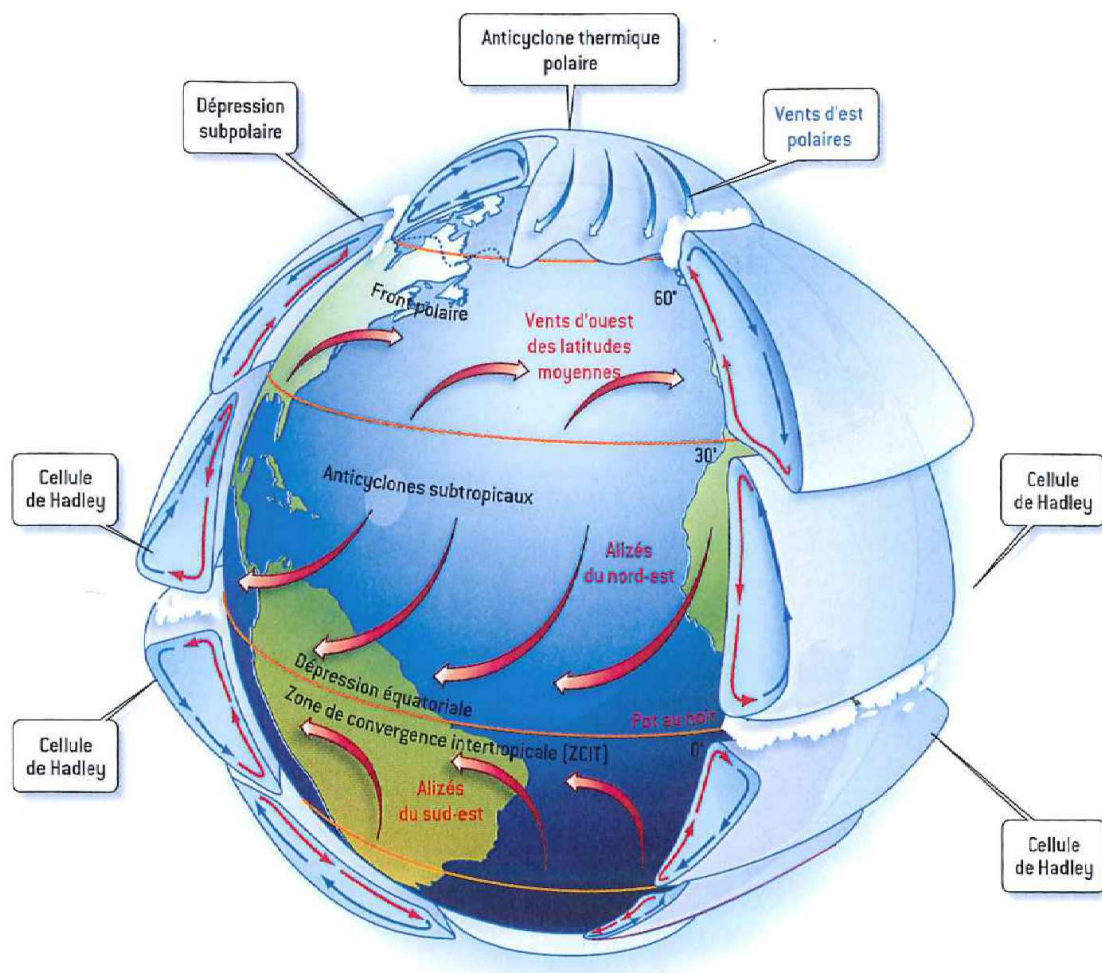 Anticyclone thermique
polaire
Dépression
subpolaire
Vents d'est
polaires
Front polaire
60°
Vents d'ouest
des latitudes
moyennes
30°
Cellule
de Hadley
Anticyclones subtropicaux
Cellule
de Hadley
Alizés
du nord-est
Dépression équatoriale
Pot au noir
Zone de convergence intertropicale (ZCIT)
0°
Cellule
de Hadley
Alizés
du sud-est
Cellule
de Hadley